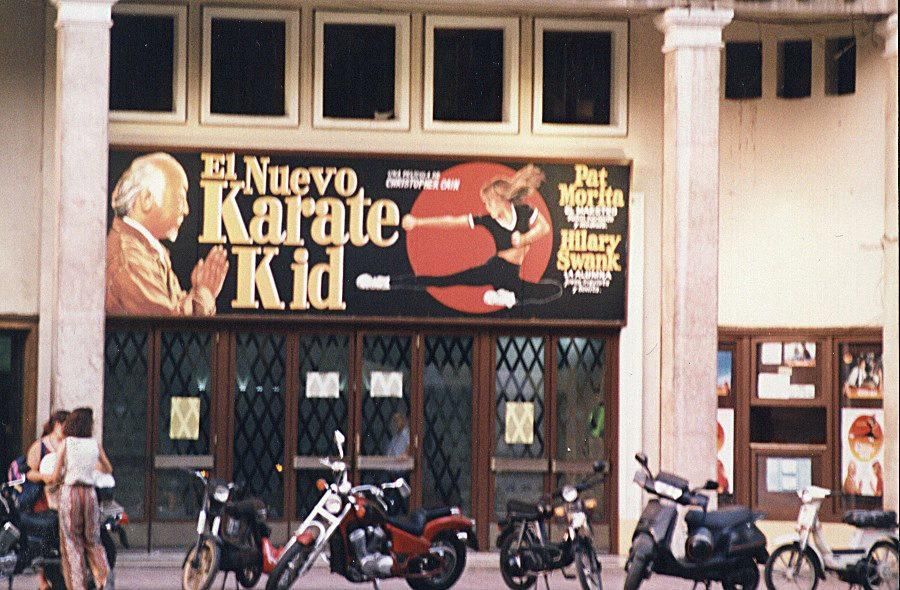 El Nuevo
Karate
Kid
UNA PELICULA DE
CHRISTOPHER CAIN
Pat
Morita
EL MAESTRO
Hilary
Swank
LA ALUMNA